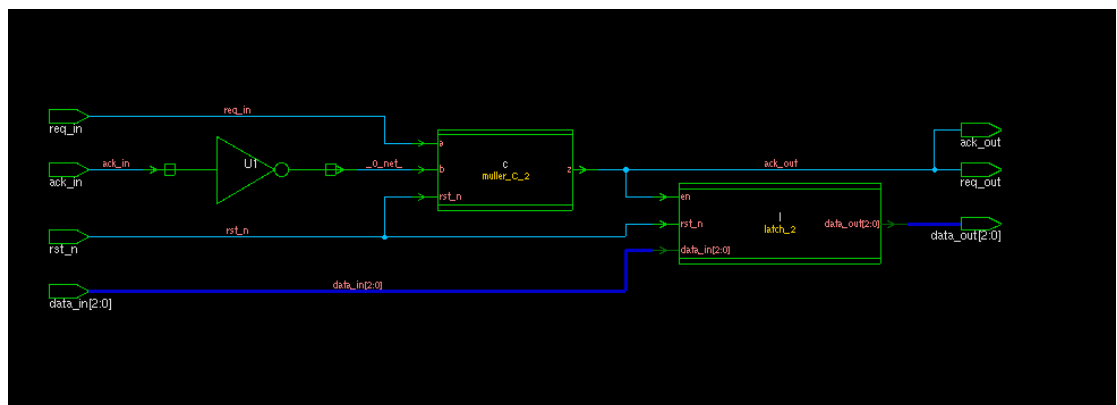 req_in
req_in
ack_in
ack_in
U1
_0_net_
a
b
rst_n
c
muller_C_2
z
ack_out
ack_out
req_out
rst_n
rst_n
en
rst_n
data_in[2:0]
l
latch_2
data_out[2:0]
data_out[2:0]
data_in[2:0]
data_in[2:0]